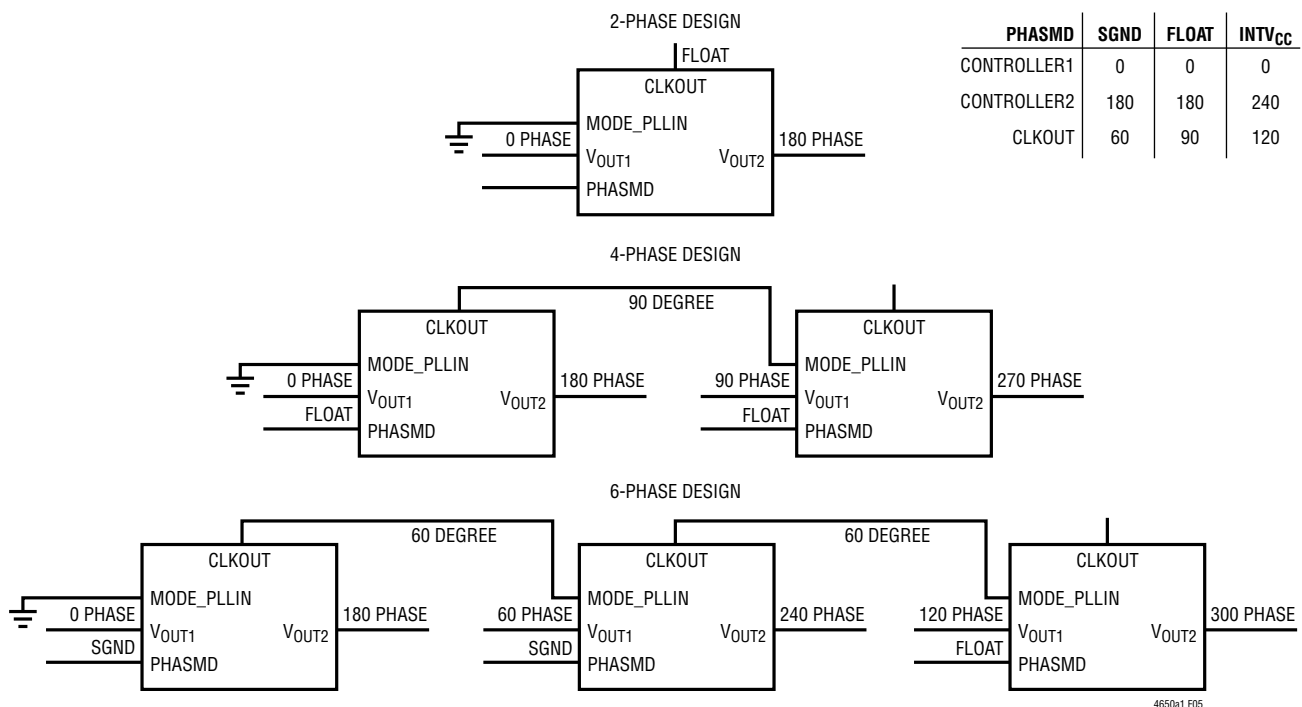 2-PHASE DESIGN
FLOAT
CLKOUT
MODE_PLLIN
0 PHASE
VOUT1
VOUT2
180 PHASE
PHASMD
PHASMD SGND FLOAT INTVCC
CONTROLLER1 0 0 0
CONTROLLER2 180 180 240
CLKOUT 60 90 120
4-PHASE DESIGN
90 DEGREE
CLKOUT
MODE_PLLIN
0 PHASE
VOUT1
VOUT2
180 PHASE
FLOAT
PHASMD
CLKOUT
MODE_PLLIN
90 PHASE
VOUT1
VOUT2
270 PHASE
FLOAT
PHASMD
6-PHASE DESIGN
60 DEGREE
60 DEGREE
CLKOUT
MODE_PLLIN
0 PHASE
VOUT1
VOUT2
180 PHASE
SGND
PHASMD
CLKOUT
MODE_PLLIN
60 PHASE
VOUT1
VOUT2
240 PHASE
SGND
PHASMD
CLKOUT
MODE_PLLIN
120 PHASE
VOUT1
VOUT2
300 PHASE
FLOAT
PHASMD
4650a1 F05